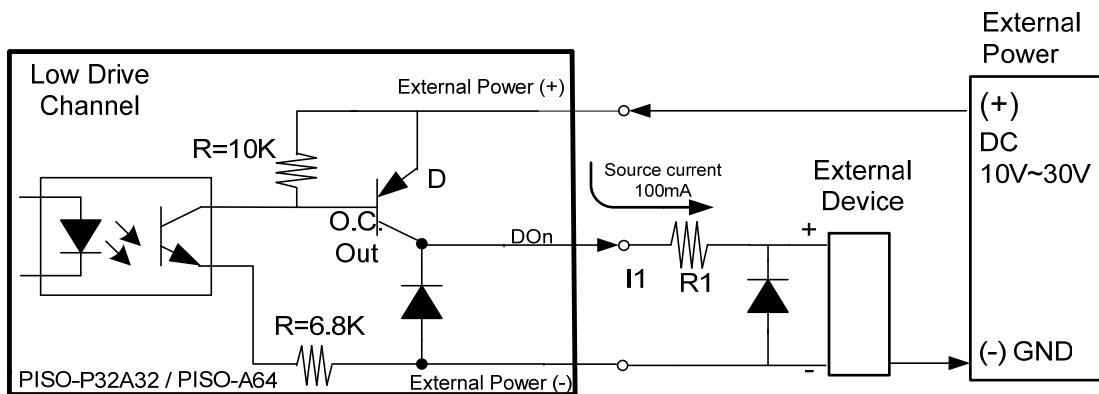 Low Drive
Channel
External Power (+)
R=10K
D
O.C.
Out
DOn
R=6.8K
PISO-P32A32 / PISO-A64
External Power (-)
Source current
100mA
I1
R1
External
Device
+
-
External
Power
(+)
DC
10V~30V
(-) GND